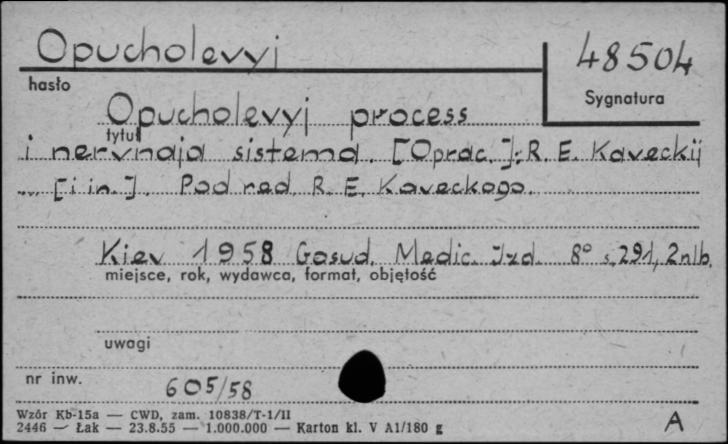 Opucholevyj
48504
hasło
Sygnatura
Opucholevyj process
tytuł
i nervnaja sistema. [Oprac.]: R. E. Kaveckij
... [i in.]. Pod red. R. E. Kaveckogo.
Kiev 1958 Gosud. Medic. Izd. 8° s. 291, 2nlb.
miejsce, rok, wydawca, format, objętość
uwagi
nr inw. 605/58
Wzór Kb-15a — CWD, zam. 10838/T-1/II
2446 — Łak — 23.8.55 — 1.000.000 — Karton kl. V A1/180 g
A